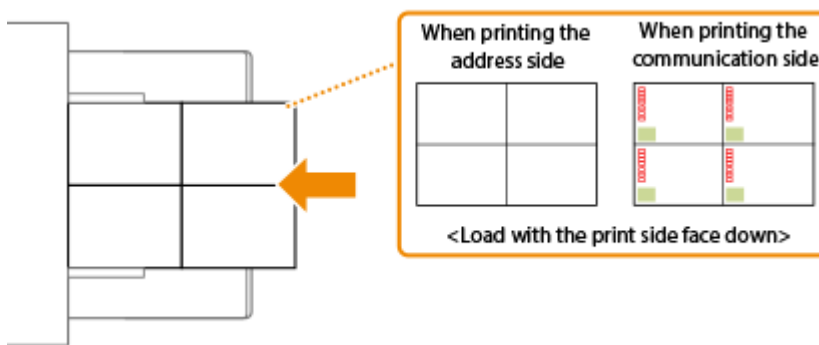 When printing the
address side
When printing the
communication side
<Load with the print side face down>